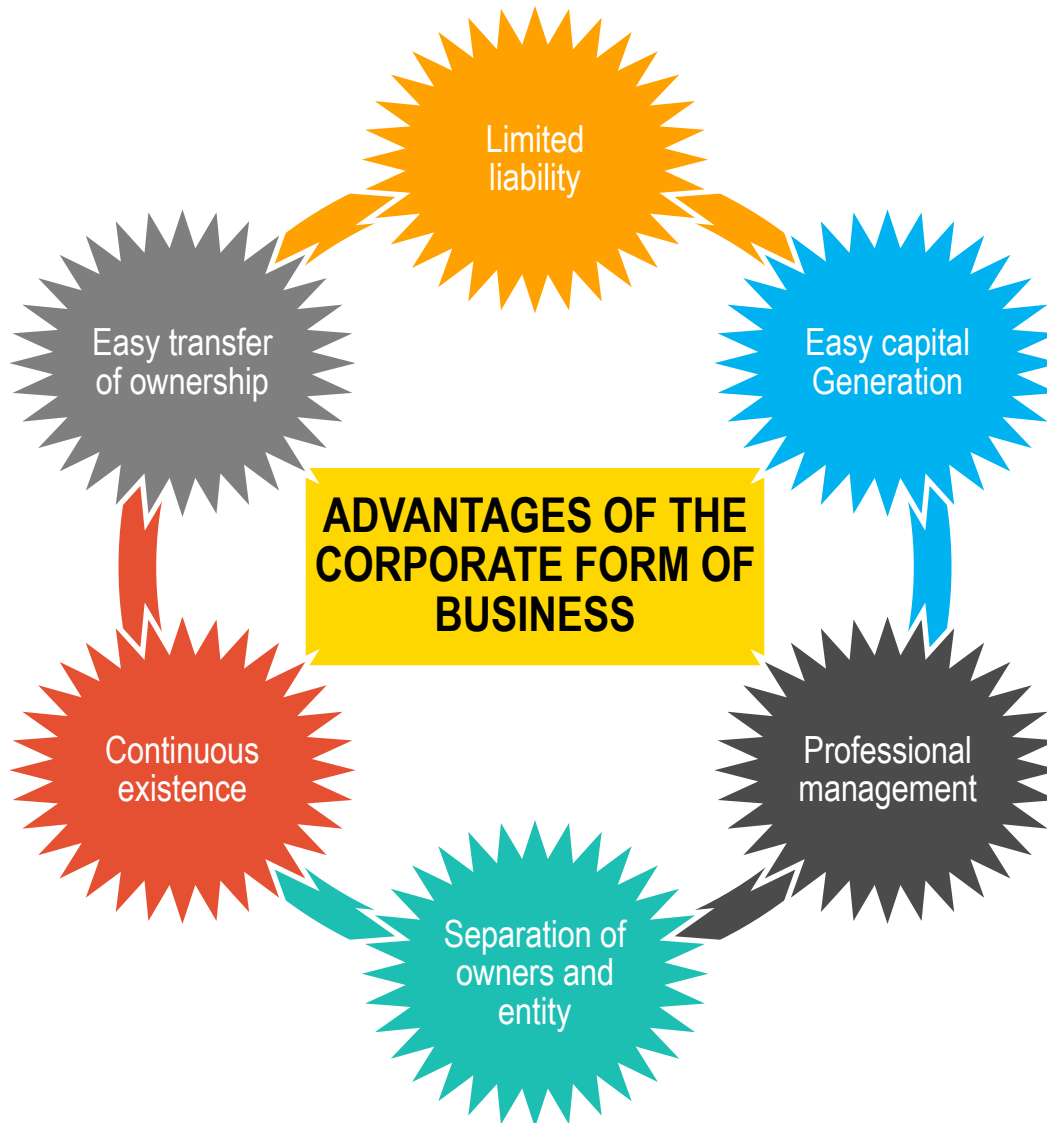 Limited
liability
Easy capital
Generation
Professional
management
Separation of
owners and
entity
Continuous
existence
Easy transfer
of ownership
ADVANTAGES OF THE
CORPORATE FORM OF
BUSINESS